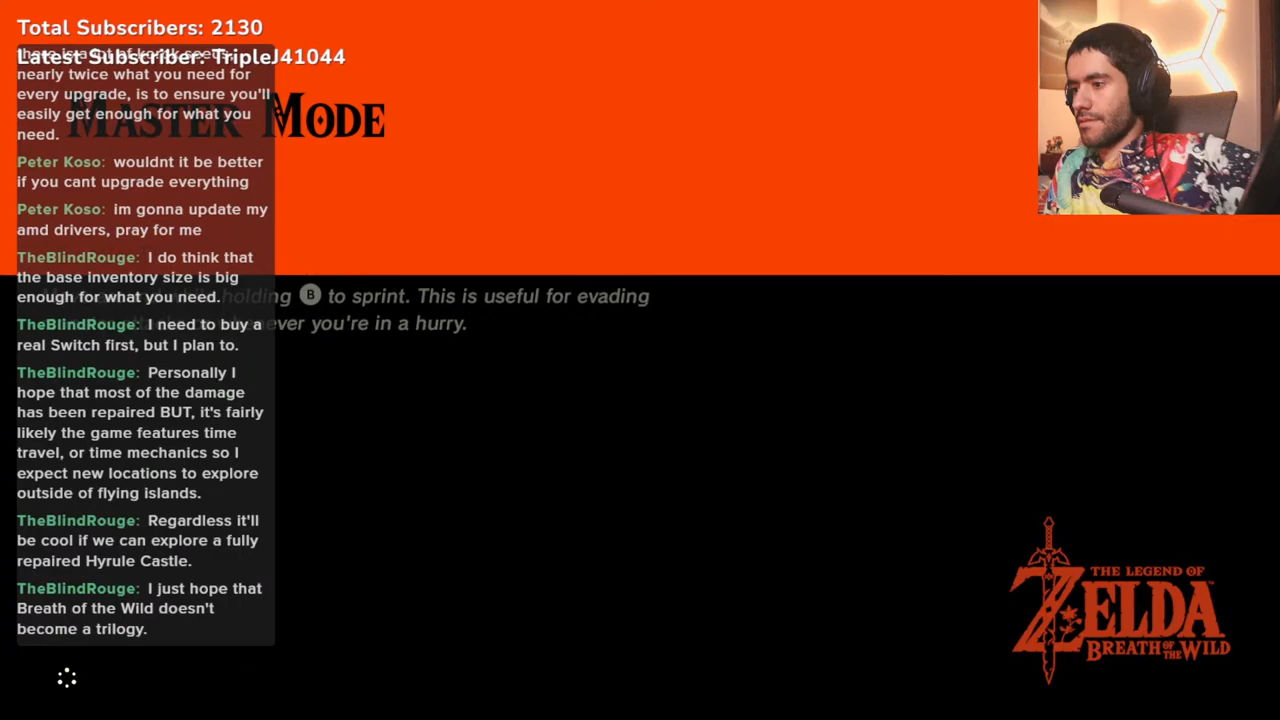 Total Subscribers: 2130
Latest Subscriber: TripleJ41044
there is a lot of korok seeds,
nearly twice what you need for
every upgrade, is to ensure you'll
easily get enough for what you
need.
MASTER MODE
Peter Koso: wouldnt it be better
if you cant upgrade everything
Peter Koso: im gonna update my
amd drivers, pray for me
TheBlindRouge: I do think that
the base inventory size is big
enough for what you need.
holding B to sprint. This is useful for evading
whenever you're in a hurry.
TheBlindRouge: I need to buy a
real Switch first, but I plan to.
TheBlindRouge: Personally I
hope that most of the damage
has been repaired BUT, it's fairly
likely the game features time
travel, or time mechanics so I
expect new locations to explore
outside of flying islands.
TheBlindRouge: Regardless it'll
be cool if we can explore a fully
repaired Hyrule Castle.
TheBlindRouge: I just hope that
Breath of the Wild doesn't
become a trilogy.
THE LEGEND OF
ZELDA
BREATH OF THE WILD